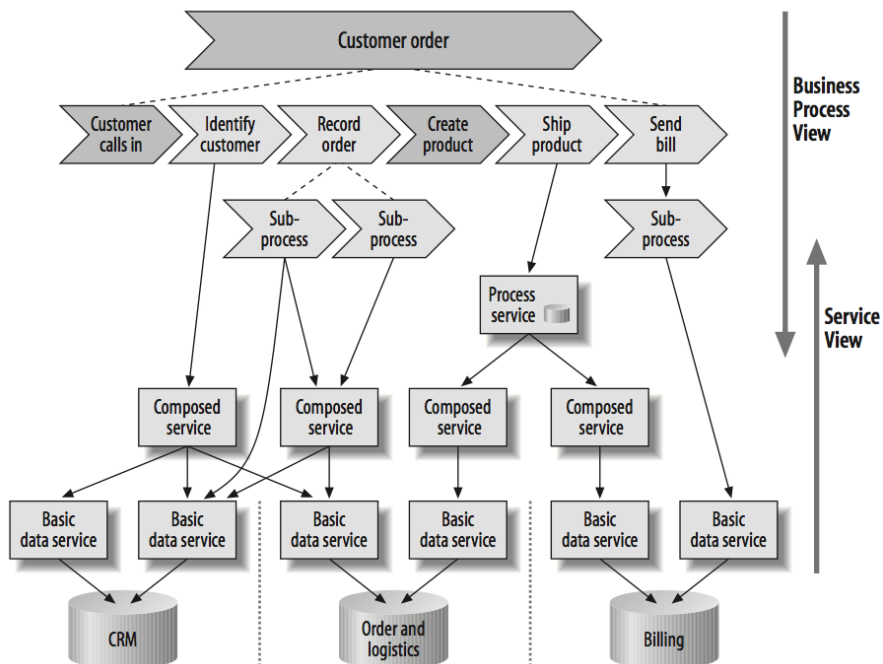 Customer order
Business
Process
View
Customer
calls in
Identify
customer
Record
order
Create
product
Ship
product
Send
bill
Sub-
process
Sub-
process
Sub-
process
Process
service
Service
View
Composed
service
Composed
service
Composed
service
Composed
service
Basic
data service
Basic
data service
Basic
data service
Basic
data service
Basic
data service
Basic
data service
CRM
Order and
logistics
Billing